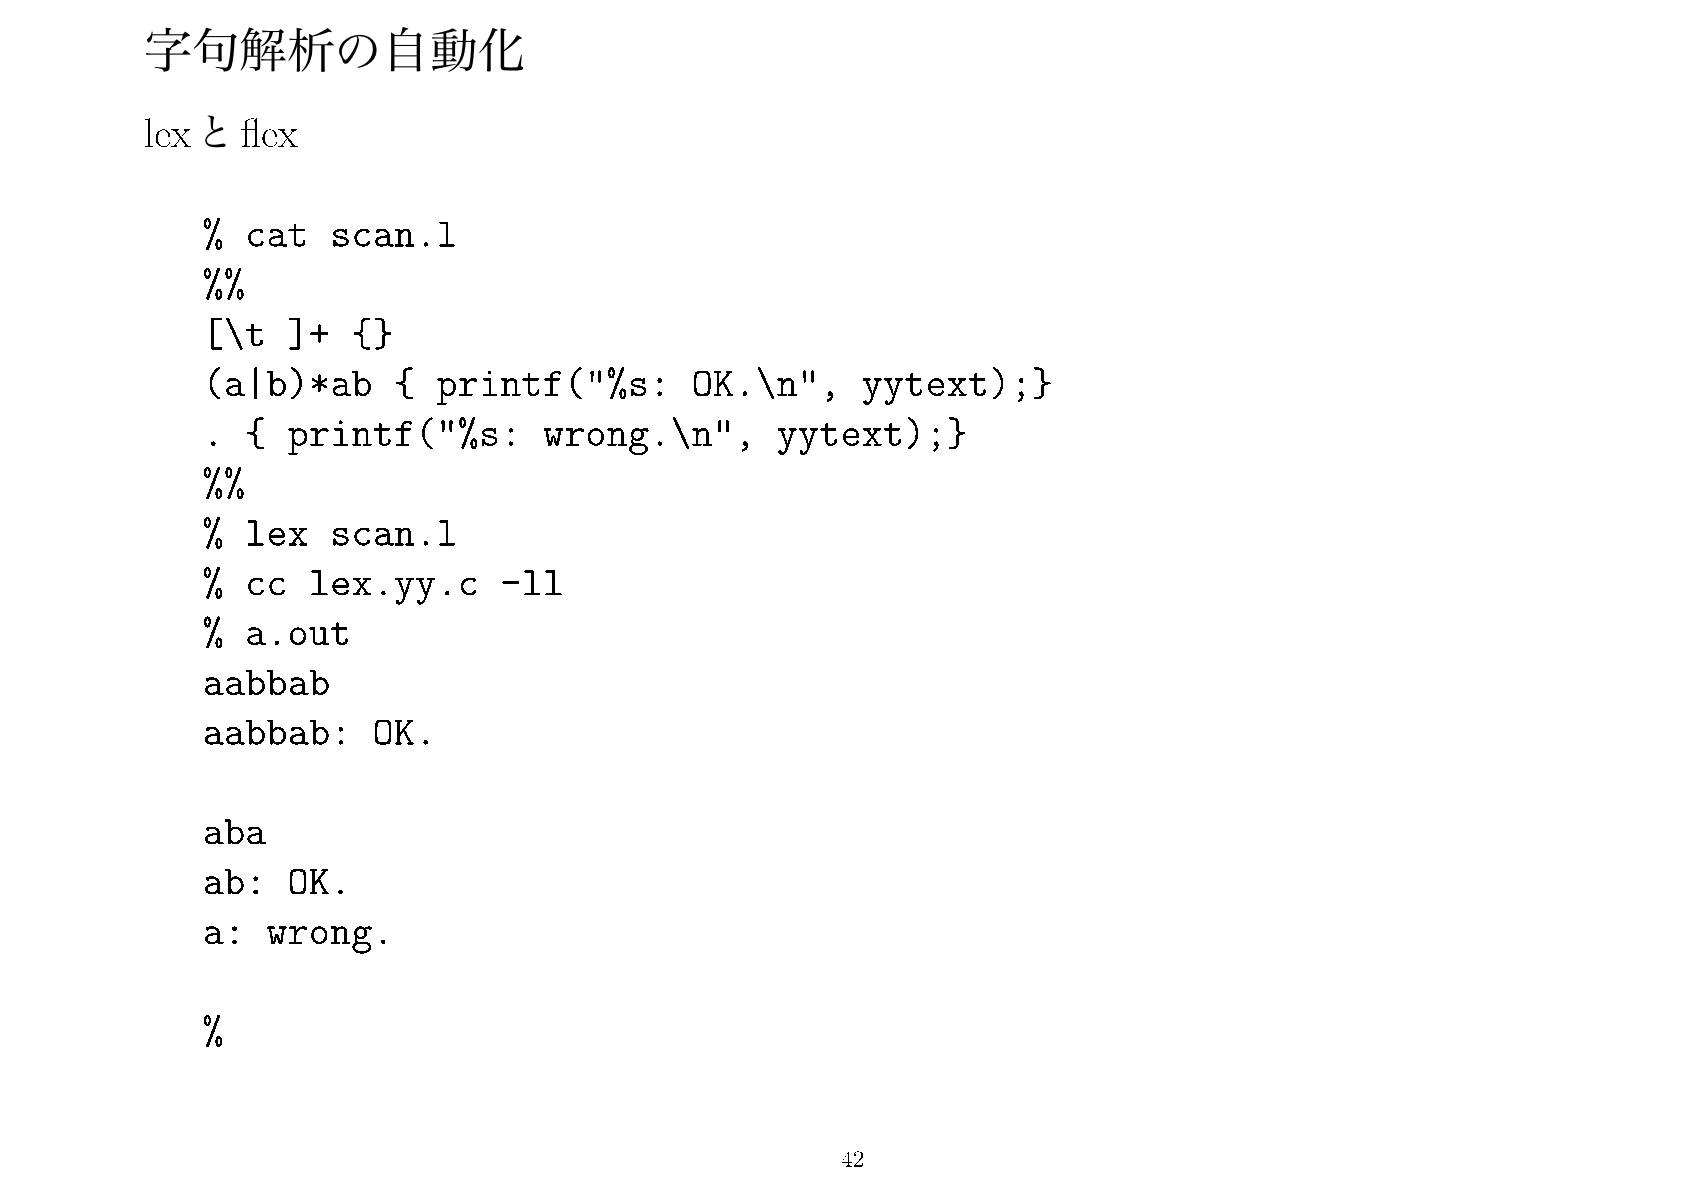 字句解析の自動化
lex と flex
% cat scan.l
%%
[\t ]+ {}
(a|b)*ab { printf("%s: OK.\n", yytext);}
. { printf("%s: wrong.\n", yytext);}
%%
% lex scan.l
% cc lex.yy.c -ll
% a.out
aabbab
aabbab: OK.
aba
ab: OK.
a: wrong.
%
42